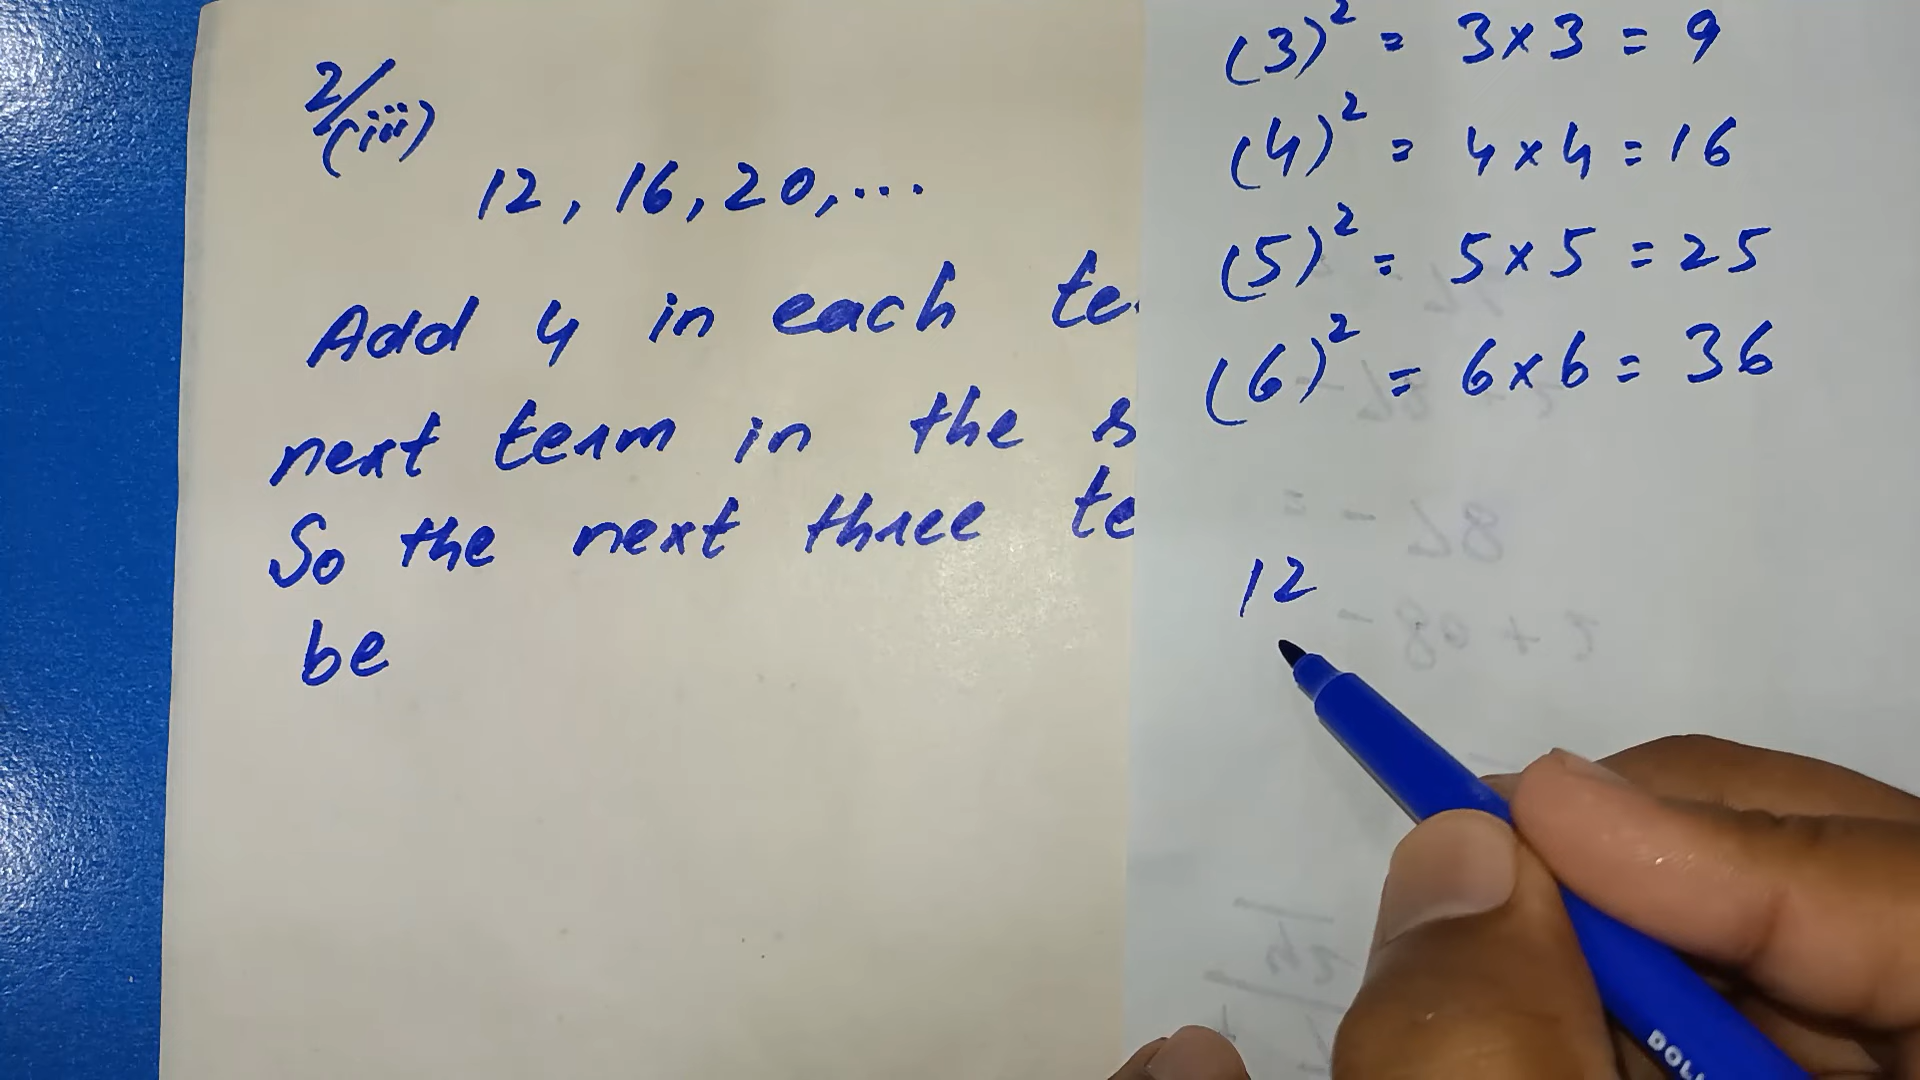 2/(iii)
12, 16, 20, ...
Add 4 in each
next term in the
So the next three
be
(3)² = 3×3 = 9
(4)² = 4×4 = 16
(5)² = 5×5 = 25
(6)² = 6×6 = 36
12